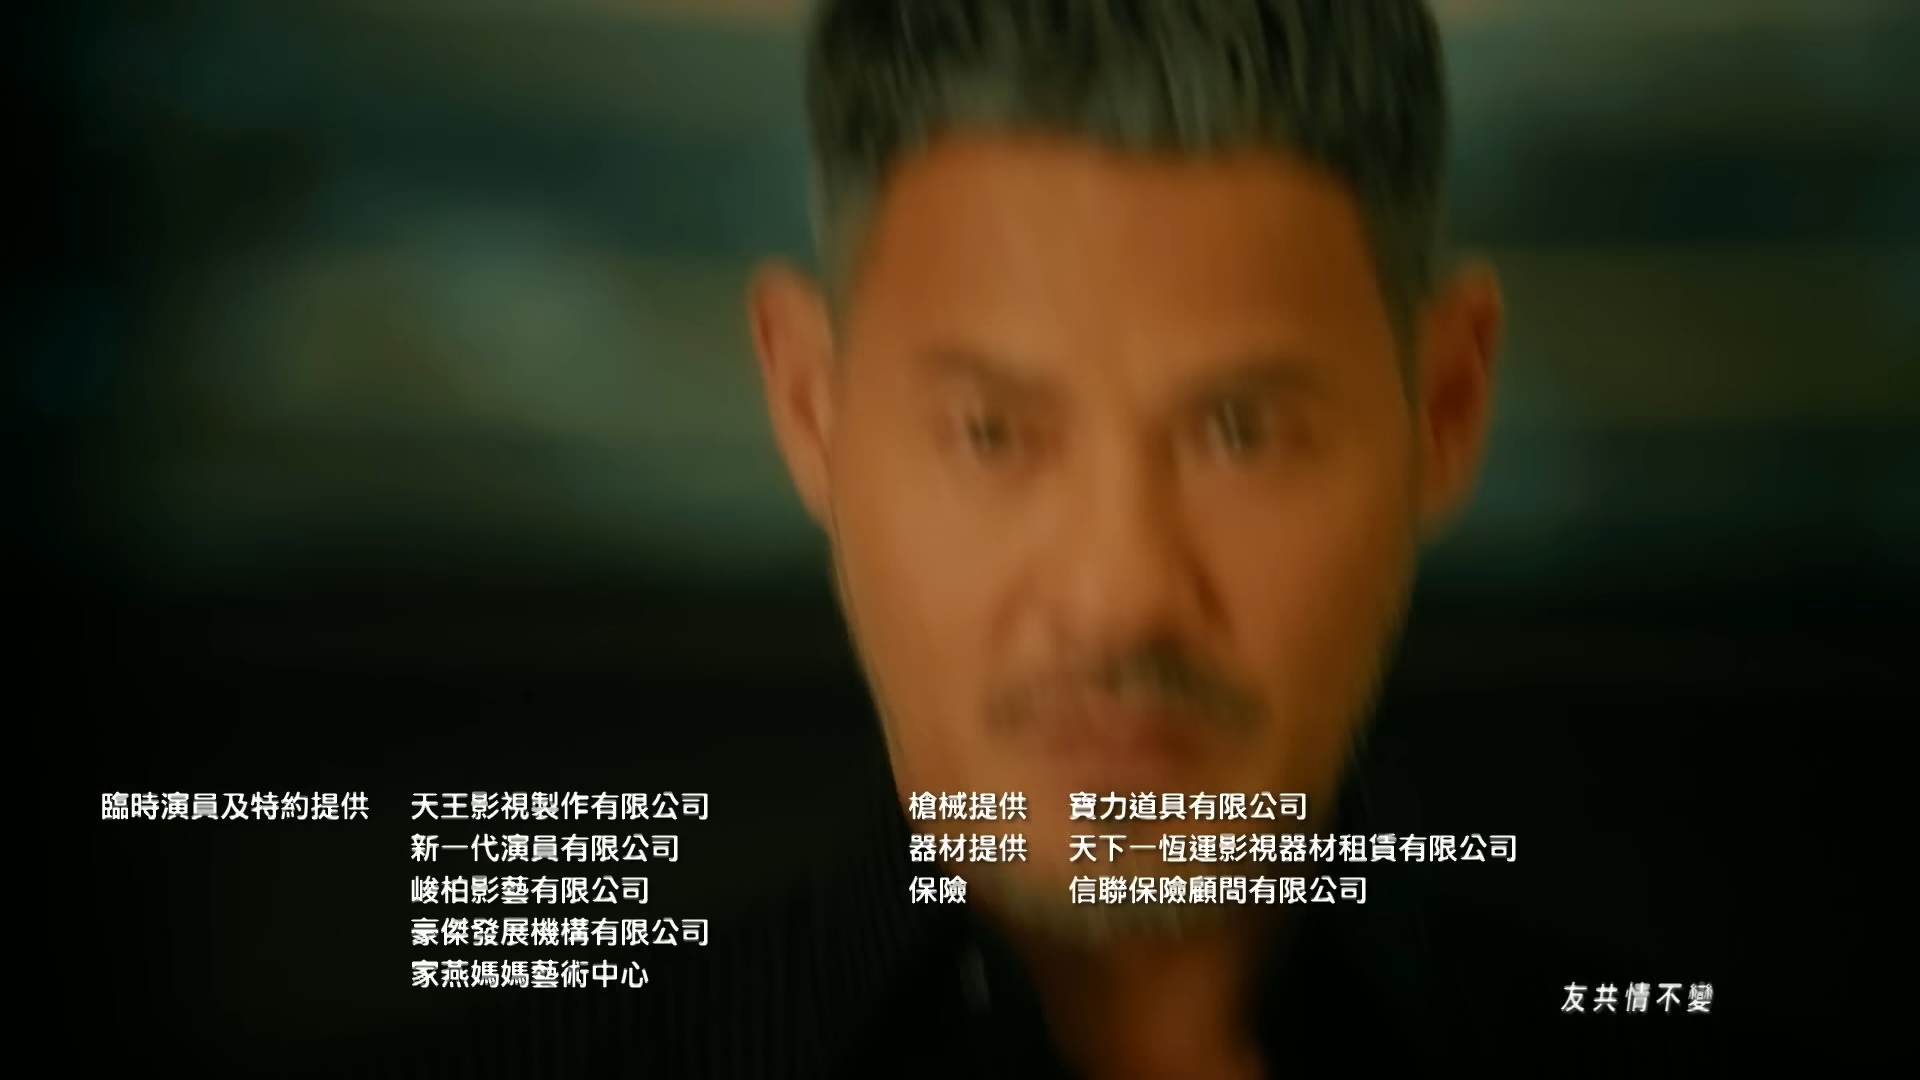 臨時演員及特約提供 天王影視製作有限公司
新一代演員有限公司
峻柏影藝有限公司
豪傑發展機構有限公司
家燕媽媽藝術中心
槍械提供 寶力道具有限公司
器材提供 天下一恆運影視器材租賃有限公司
保險 信聯保險顧問有限公司
友共情不變